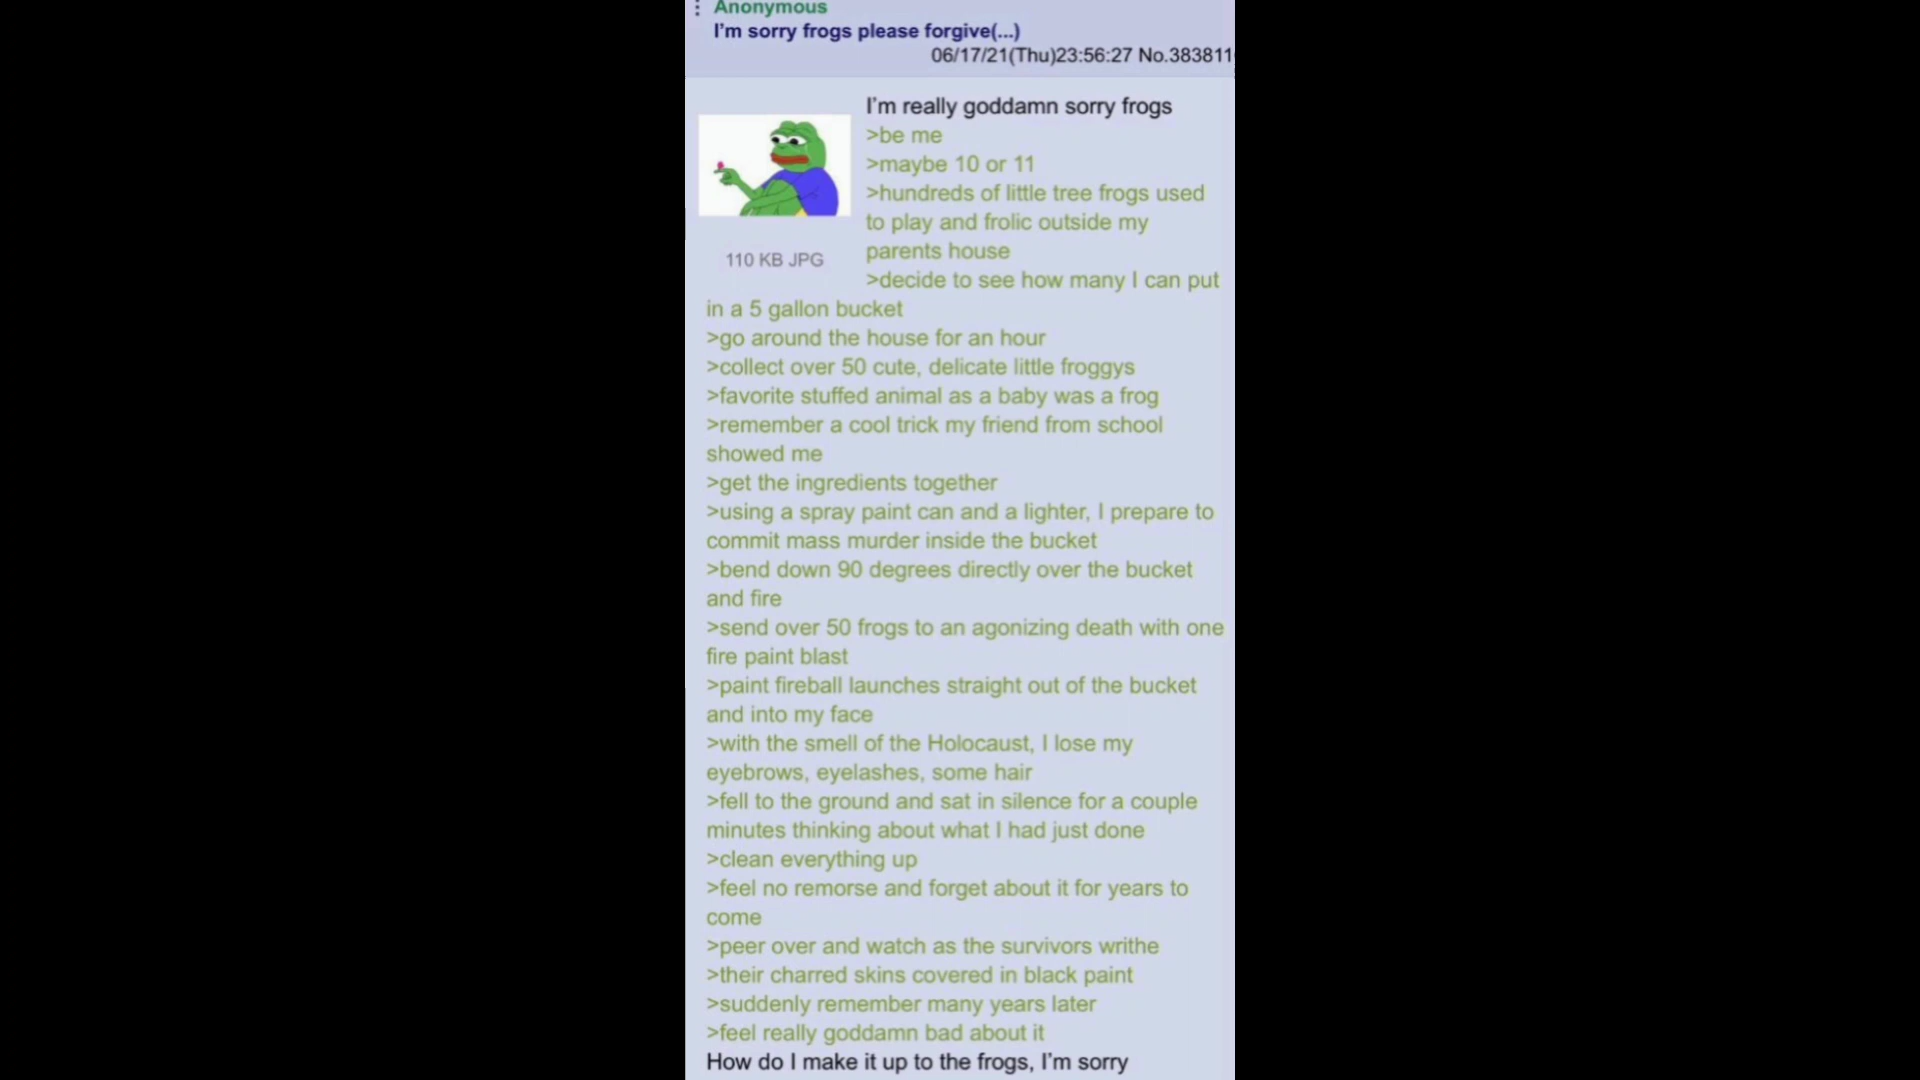 Anonymous
I'm sorry frogs please forgive(...)
06/17/21(Thu)23:56:27 No.383811
I'm really goddamn sorry frogs
>be me
>maybe 10 or 11
>hundreds of little tree frogs used
to play and frolic outside my
parents house
110 KB JPG
>decide to see how many I can put
in a 5 gallon bucket
>go around the house for an hour
>collect over 50 cute, delicate little froggys
>favorite stuffed animal as a baby was a frog
>remember a cool trick my friend from school
showed me
>get the ingredients together
>using a spray paint can and a lighter, I prepare to
commit mass murder inside the bucket
>bend down 90 degrees directly over the bucket
and fire
>send over 50 frogs to an agonizing death with one
fire paint blast
>paint fireball launches straight out of the bucket
and into my face
>with the smell of the Holocaust, I lose my
eyebrows, eyelashes, some hair
>fell to the ground and sat in silence for a couple
minutes thinking about what I had just done
>clean everything up
>feel no remorse and forget about it for years to
come
>peer over and watch as the survivors writhe
>their charred skins covered in black paint
>suddenly remember many years later
>feel really goddamn bad about it
How do I make it up to the frogs, I'm sorry